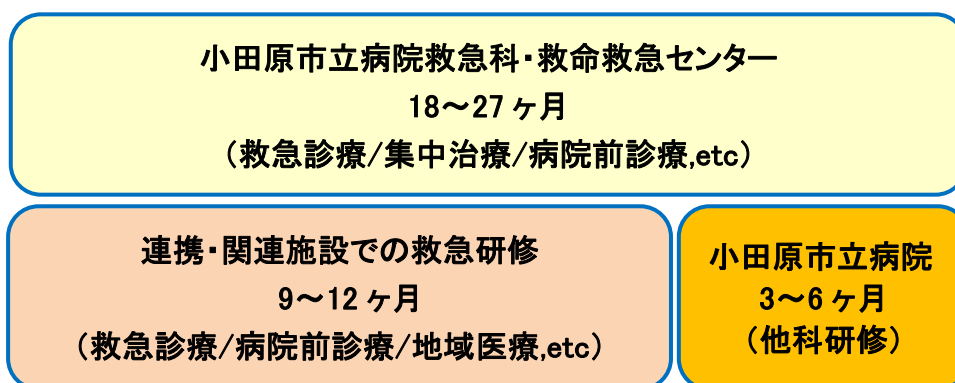 小田原市立病院救急科・救命救急センター
18～27ヶ月
（救急診療/集中治療/病院前診療,etc）
連携・関連施設での救急研修
9～12ヶ月
（救急診療/病院前診療/地域医療,etc）
小田原市立病院
3～6ヶ月
（他科研修）